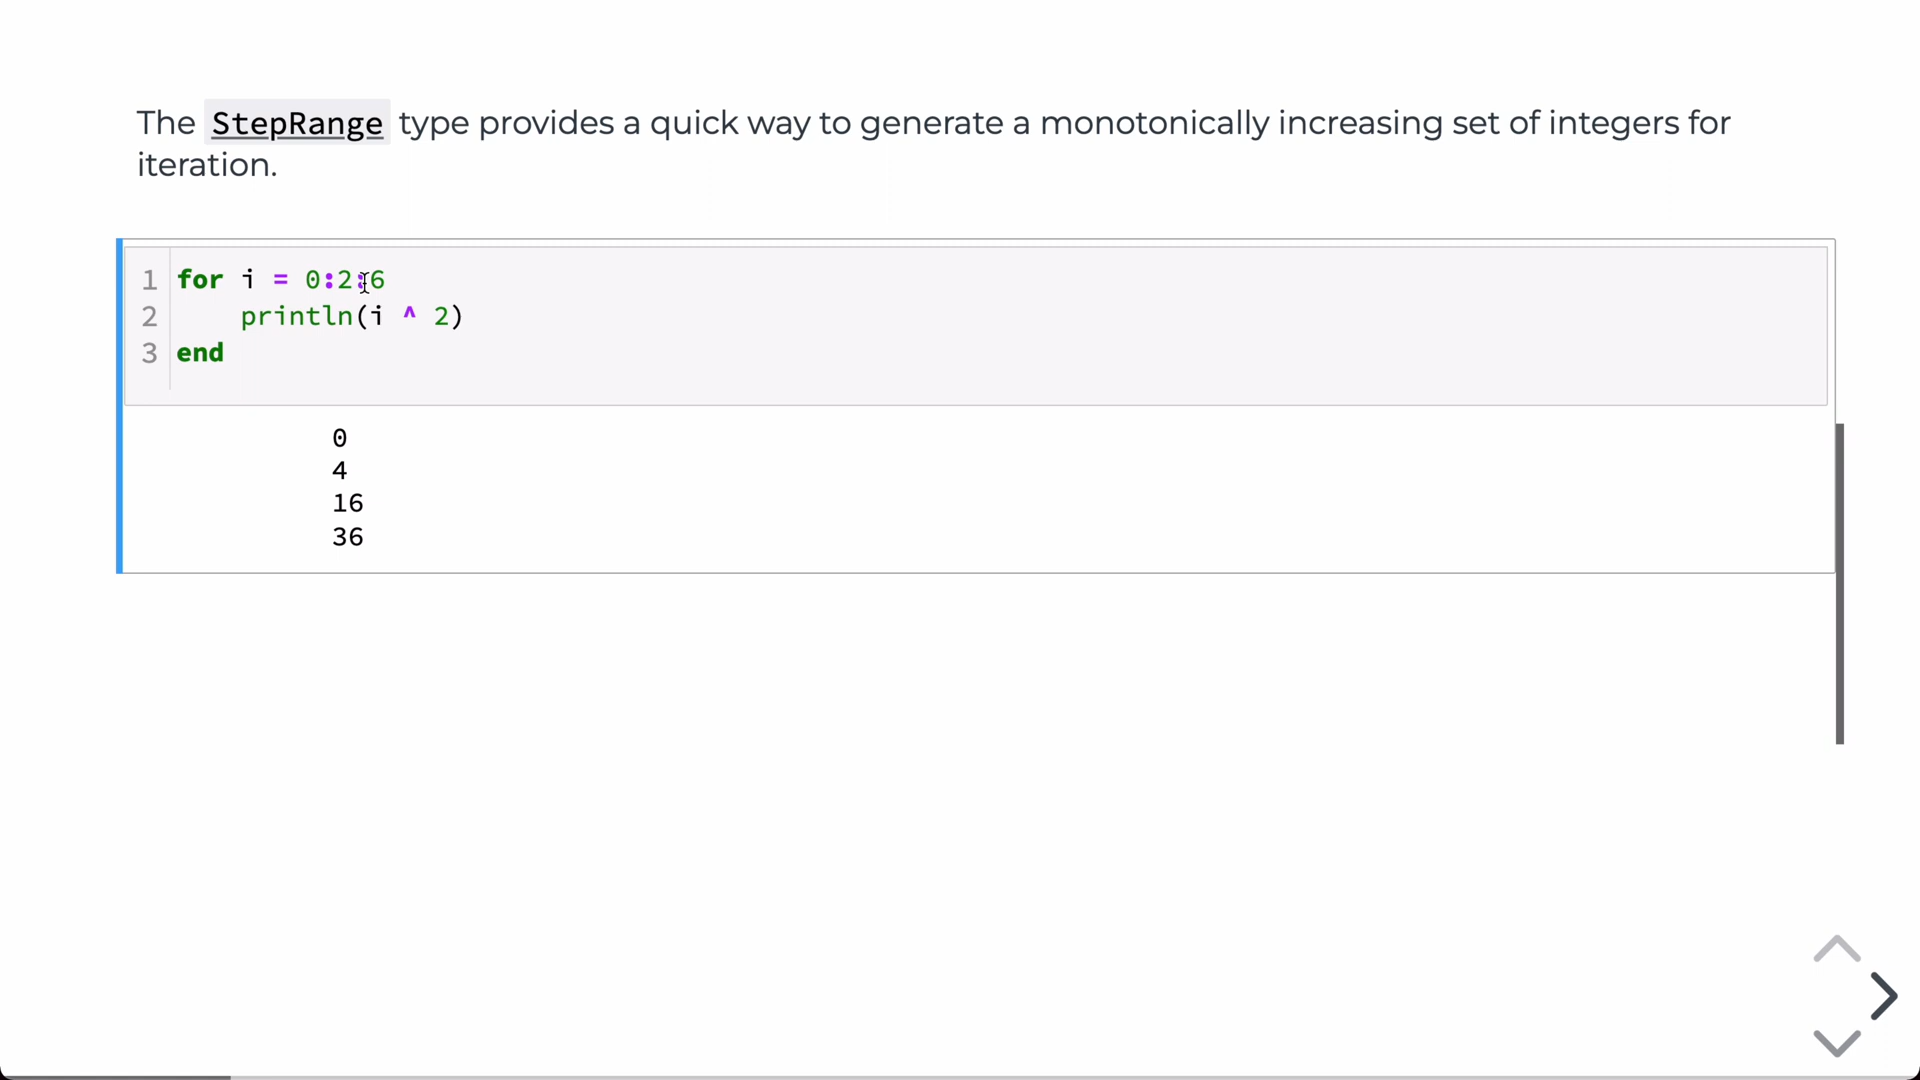 The StepRange type provides a quick way to generate a monotonically increasing set of integers for
iteration.
1 for i = 0:2:6
2     println(i ^ 2)
3 end
0
4
16
36